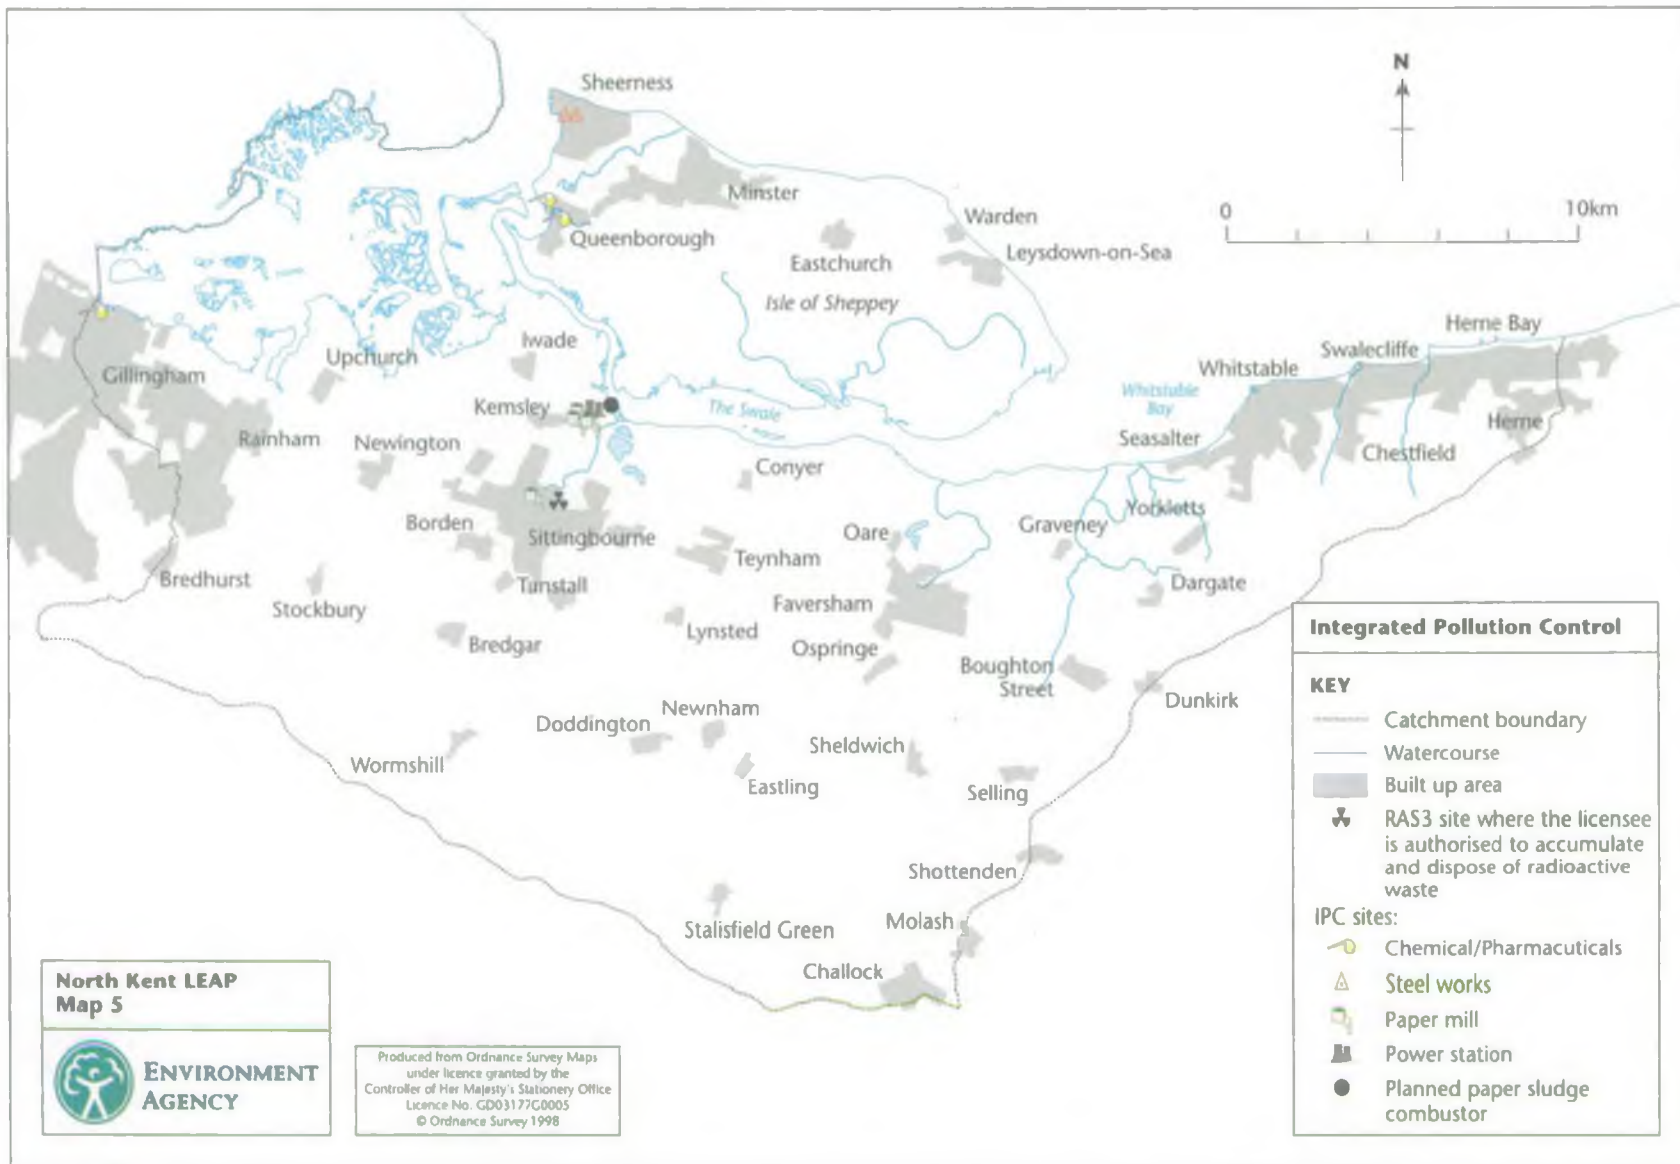 N
0
10km
Sheerness
Minster
Queenborough
Eastchurch
Isle of Sheppey
Warden
Leysdown-on-Sea
Herne Bay
Swalecliffe
Whitstable
Whitstable
Bay
Herne
Chestfield
Seasalter
Yorkletts
Graveney
Dargate
Gillingham
Upchurch
Iwade
Kemsley
The Swale
Rainham
Newington
Conyer
Borden
Sittingbourne
Oare
Teynham
Bredhurst
Stockbury
Tunstall
Faversham
Bredgar
Lynsted
Ospringe
Boughton
Street
Dunkirk
Doddington
Newnham
Wormshill
Eastling
Sheldwich
Selling
Shottenden
Stalisfield Green
Molash
Challock
Integrated Pollution Control
KEY
Catchment boundary
Watercourse
Built up area
RAS3 site where the licensee
is authorised to accumulate
and dispose of radioactive
waste
IPC sites:
Chemical/Pharmacuticals
Steel works
Paper mill
Power station
Planned paper sludge
combustor
North Kent LEAP
Map 5
ENVIRONMENT
AGENCY
Produced from Ordnance Survey Maps
under licence granted by the
Controller of Her Majesty's Stationery Office
Licence No. GD03177G0005
© Ordnance Survey 1998